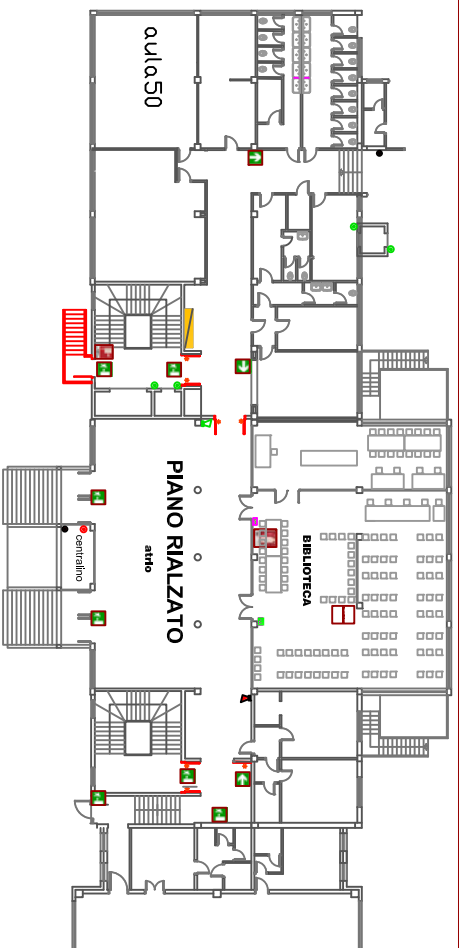 aula50
PIANO RIALZATO
atrio
BIBLIOTECA
centralino